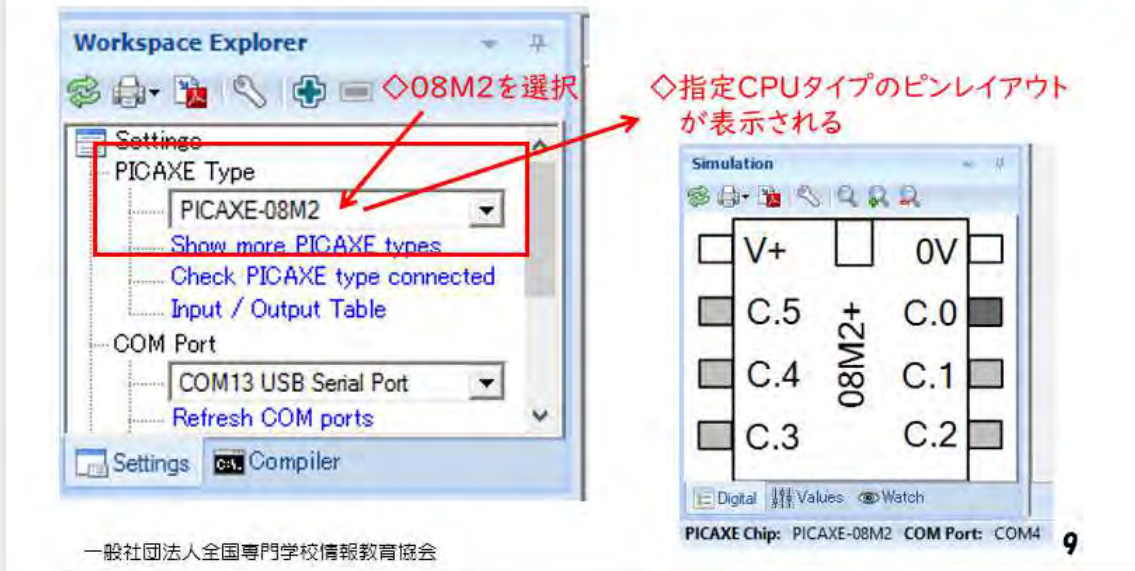 Workspace Explorer
◇08M2を選択
Settings
PICAXE Type
PICAXE-08M2
Show more PICAXE types
Check PICAXE type connected
Input / Output Table
COM Port
COM13 USB Serial Port
Refresh COM ports
Settings
Compiler
◇指定CPUタイプのピンレイアウト
が表示される
Simulation
V+
0V
C.5
C.0
08M2+
C.4
C.1
C.3
C.2
Digital Values Watch
PICAXE Chip: PICAXE-08M2 COM Port: COM4
一般社団法人全国専門学校情報教育協会
9